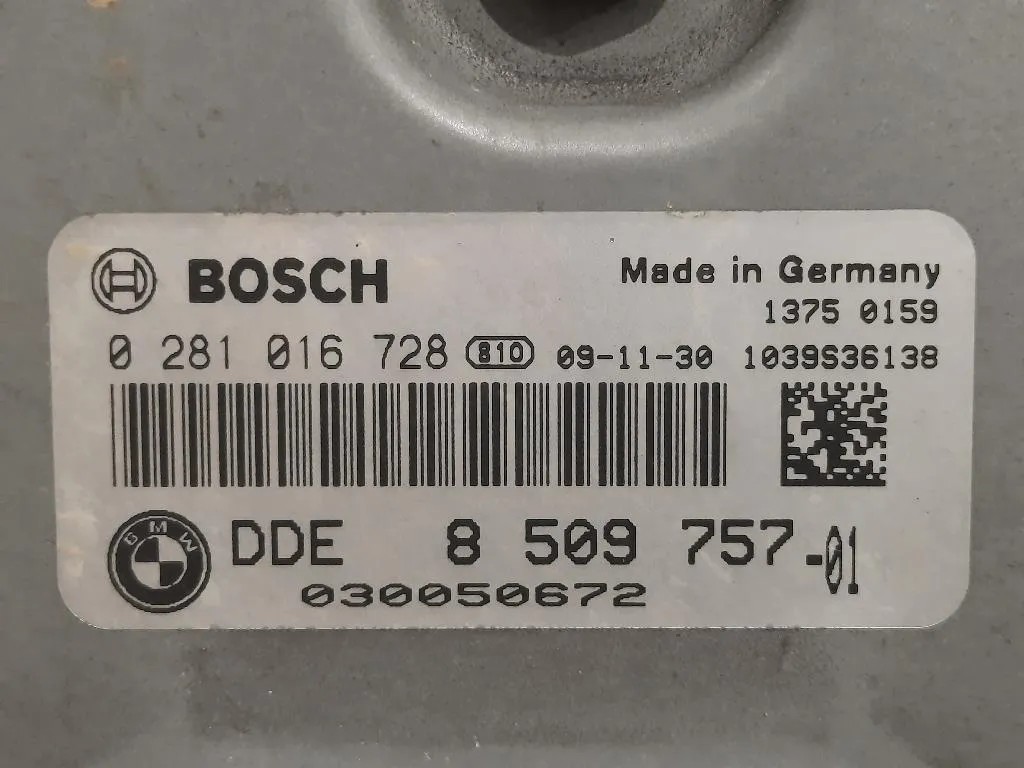 BOSCH
Made in Germany
1375 0159
0 281 016 728 810 09-11-30 1039S36138
BMW
DDE 8 509 757-01
030050672